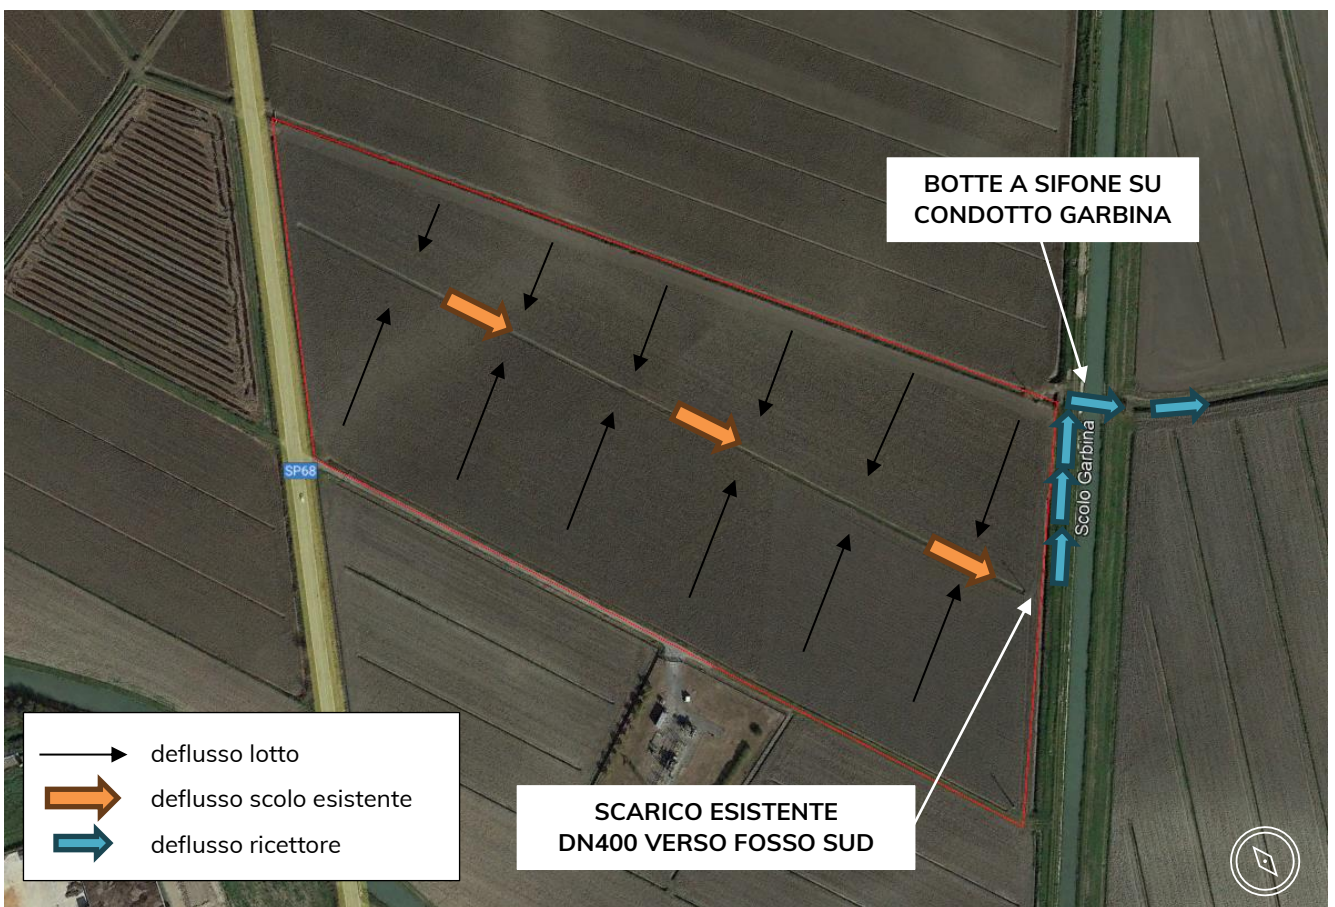 BOTTE A SIFONE SU
CONDOTTO GARBINA
Scolo Garbina
SP68
SCARICO ESISTENTE
DN400 VERSO FOSSO SUD
deflusso lotto
deflusso scolo esistente
deflusso ricettore